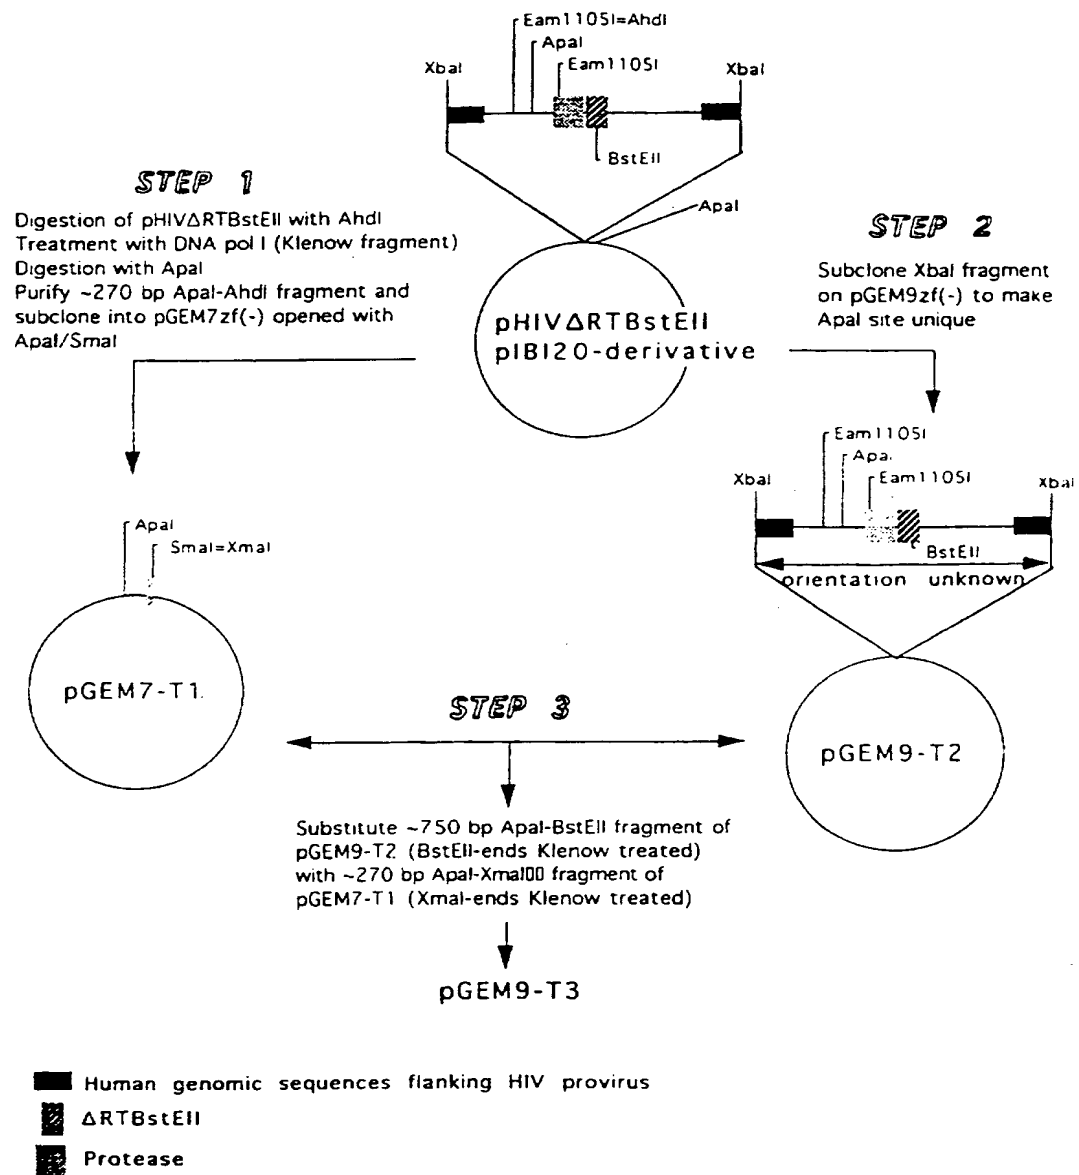 Eam1105I=AhdI
ApaI
Eam1105I
XbaI
XbaI
BstEII
ApaI
STEP 1
Digestion of pHIVΔRTBstEII with AhdI
Treatment with DNA pol I (Klenow fragment)
Digestion with ApaI
Purify ~270 bp ApaI-AhdI fragment and
subclone into pGEM7zf(-) opened with
ApaI/SmaI
pHIVΔRTBstEII
pIBI20-derivative
STEP 2
Subclone XbaI fragment
on pGEM9zf(-) to make
ApaI site unique
Eam1105I
Apa.
Eam1105I
XbaI
XbaI
BstEII
orientation unknown
ApaI
SmaI=XmaI
pGEM7-T1.
pGEM9-T2
STEP 3
Substitute ~750 bp ApaI-BstEII fragment of
pGEM9-T2 (BstEII-ends Klenow treated)
with ~270 bp ApaI-XmaI▯▯ fragment of
pGEM7-T1 (XmaI-ends Klenow treated)
pGEM9-T3
Human genomic sequences flanking HIV provirus
ΔRTBstEII
Protease